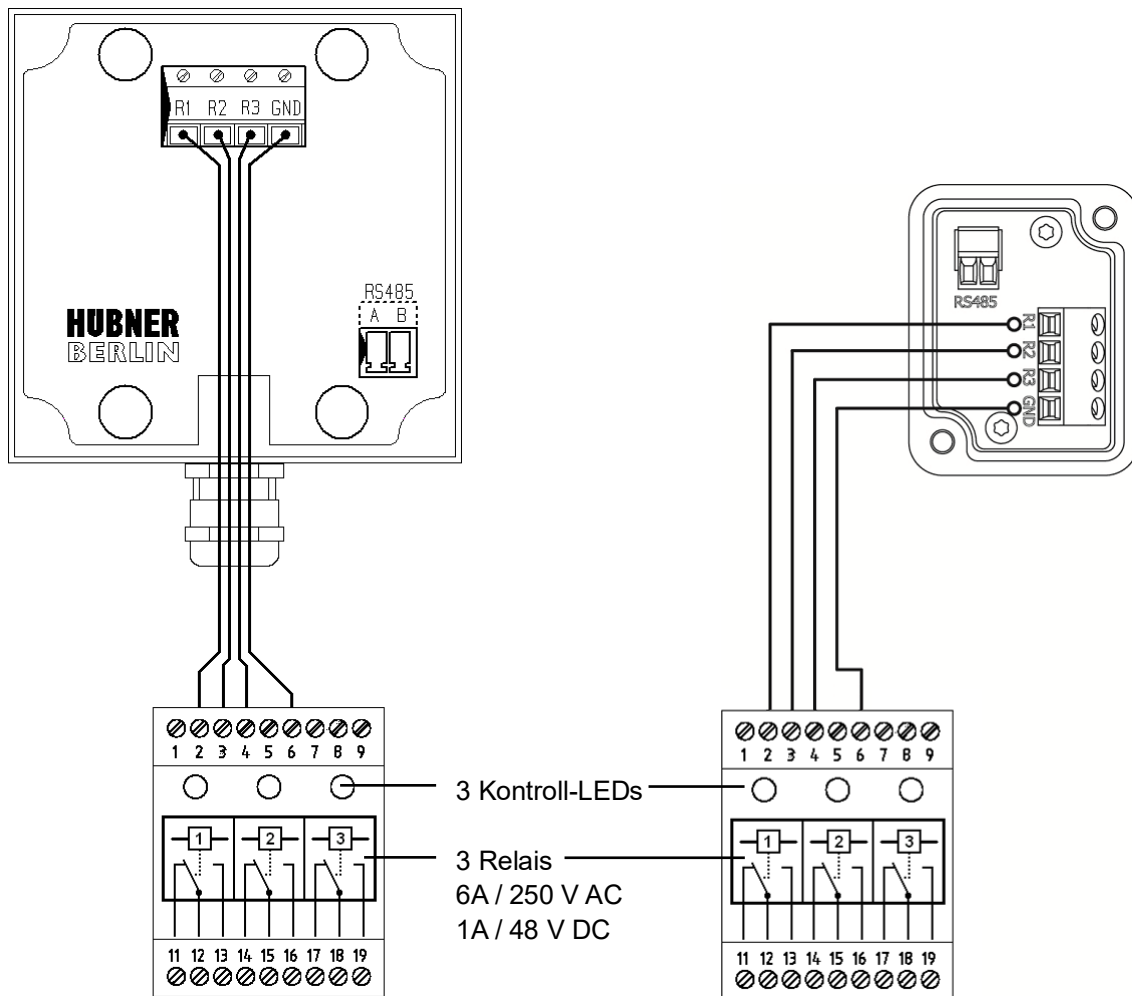 R1 R2 R3 GND
RS485
A B
HÜBNER
BERLIN
1 2 3 4 5 6 7 8 9
1 2 3
11 12 13 14 15 16 17 18 19
3 Kontroll-LEDs
3 Relais
6A / 250 V AC
1A / 48 V DC
RS485
R1
R2
R3
GND
1 2 3 4 5 6 7 8 9
1 2 3
11 12 13 14 15 16 17 18 19